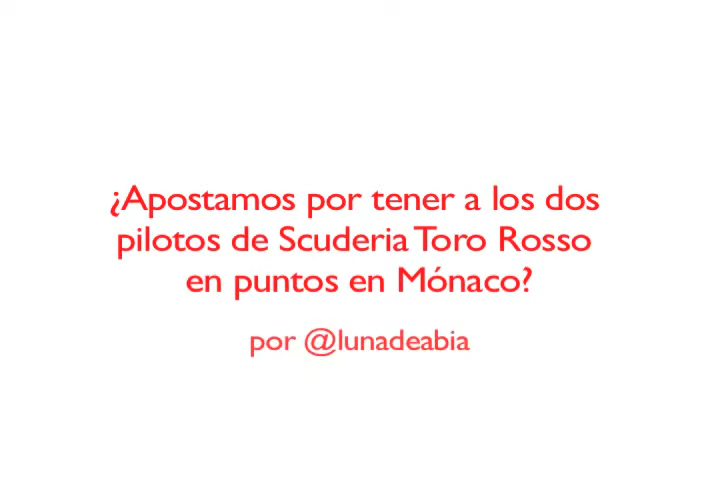 ¿Apostamos por tener a los dos
pilotos de Scuderia Toro Rosso
en puntos en Mónaco?
por @lunadeabia